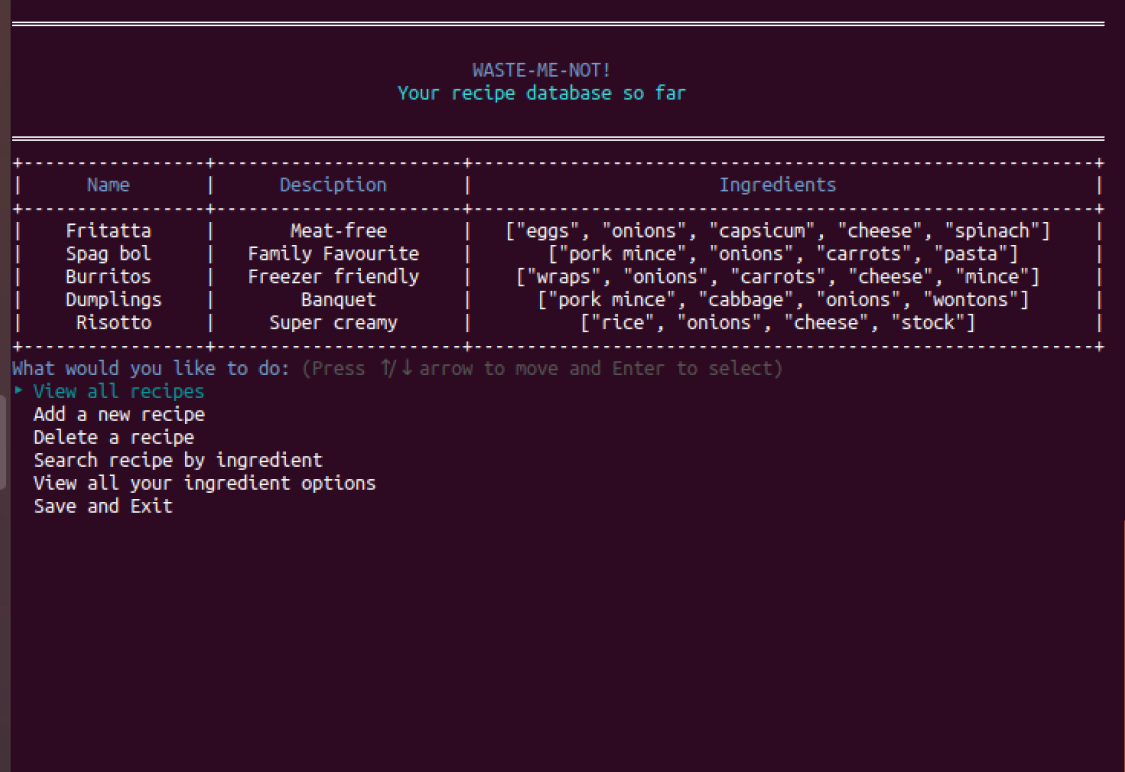 WASTE-ME-NOT!
Your recipe database so far
Name | Desciption | Ingredients
Fritatta | Meat-free | ["eggs", "onions", "capsicum", "cheese", "spinach"]
Spag bol | Family Favourite | ["pork mince", "onions", "carrots", "pasta"]
Burritos | Freezer friendly | ["wraps", "onions", "carrots", "cheese", "mince"]
Dumplings | Banquet | ["pork mince", "cabbage", "onions", "wontons"]
Risotto | Super creamy | ["rice", "onions", "cheese", "stock"]
What would you like to do: (Press ↑/↓ arrow to move and Enter to select)
‣ View all recipes
Add a new recipe
Delete a recipe
Search recipe by ingredient
View all your ingredient options
Save and Exit